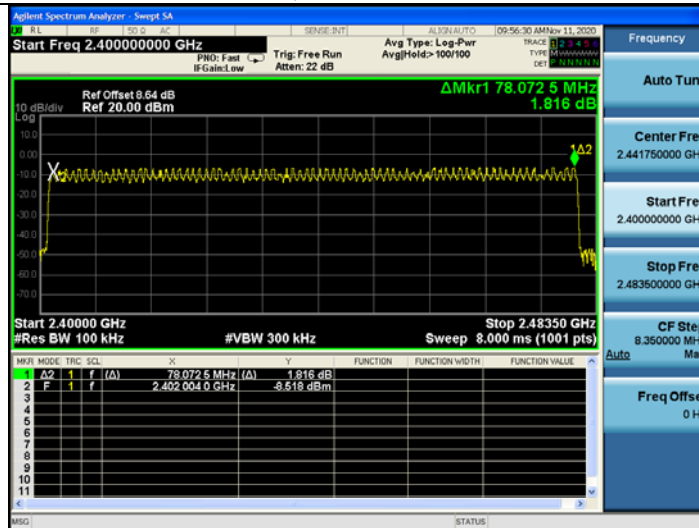 Agilent Spectrum Analyzer - Swept SA
RL RF 50 Ω AC SENSE:INT ALIGN AUTO 09:56:30 AM Nov 11, 2020
Start Freq 2.400000000 GHz
PNO: Fast
IFGain:Low
Trig: Free Run
Atten: 22 dB
Avg Type: Log-Pwr
Avg|Hold:> 100/100
TRACE 1 2 3 4 5 6
TYPE M
DET P N N N N N
ΔMkr1 78.072 5 MHz
1.816 dB
Ref Offset 8.64 dB
10 dB/div Ref 20.00 dBm
Log
10.0
0.00
-10.0
-20.0
-30.0
-40.0
-50.0
-60.0
-70.0
1Δ2
Start 2.40000 GHz Stop 2.48350 GHz
#Res BW 100 kHz #VBW 300 kHz Sweep 8.000 ms (1001 pts)
MKR MODE TRC SCL X Y FUNCTION FUNCTION WIDTH FUNCTION VALUE
1 Δ2 1 f (Δ) 78.072 5 MHz (Δ) 1.816 dB
2 F 1 f 2.402 004 0 GHz -8.518 dBm
3
4
5
6
7
8
9
10
11
MSG STATUS
Frequency
Auto Tun
Center Fre
2.441750000 GH
Start Fre
2.400000000 GH
Stop Fre
2.483500000 GH
CF Ste
8.350000 MH
Auto Ma
Freq Offse
0 H